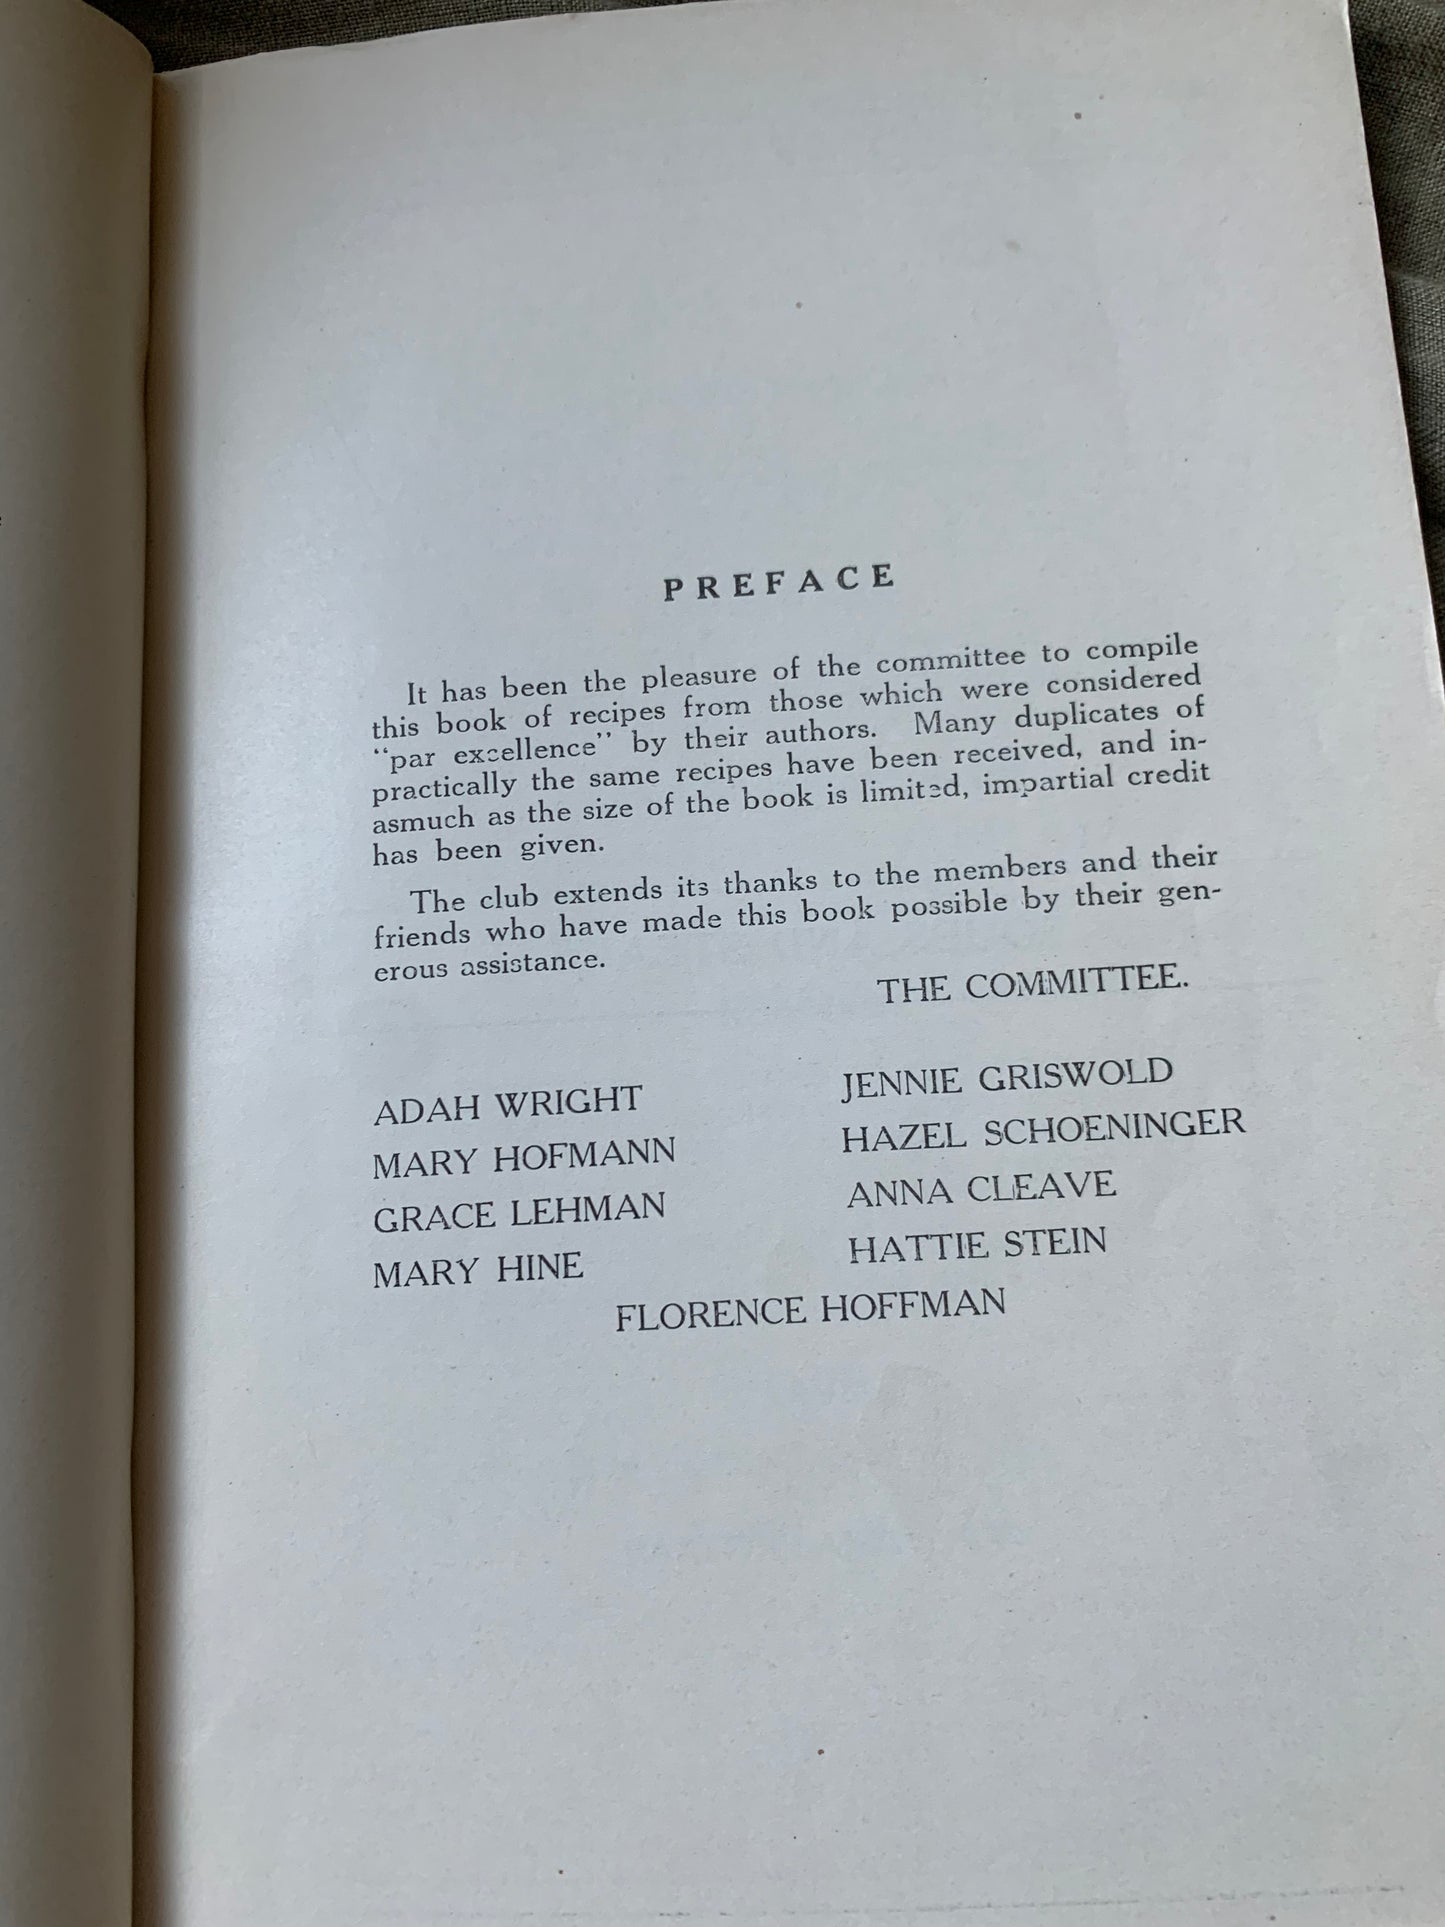 PREFACE
It has been the pleasure of the committee to compile
this book of recipes from those which were considered
“par excellence” by their authors. Many duplicates of
practically the same recipes have been received, and in-
asmuch as the size of the book is limited, impartial credit
has been given.
The club extends its thanks to the members and their
friends who have made this book possible by their gen-
erous assistance.
THE COMMITTEE.
ADAH WRIGHT
JENNIE GRISWOLD
MARY HOFMANN
HAZEL SCHOENINGER
GRACE LEHMAN
ANNA CLEAVE
MARY HINE
HATTIE STEIN
FLORENCE HOFFMAN